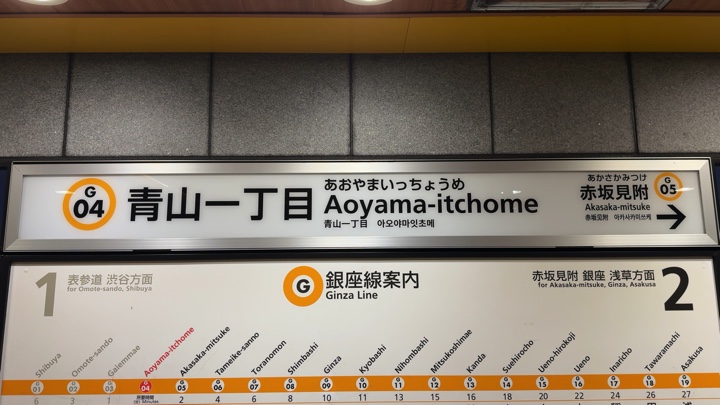 G
04
青山一丁目
あおやまいっちょうめ
Aoyama-itchome
青山一丁目 아오야마잇초메
あかさかみつけ
赤坂見附
Akasaka-mitsuke
赤坂見附 아카사카미쓰케
G
05
→
1
表参道 渋谷方面
for Omote-sando, Shibuya
G
銀座線案内
Ginza Line
赤坂見附 銀座 浅草方面
for Akasaka-mitsuke, Ginza, Asakusa
2
Shibuya
Omote-sando
Gaiemmae
Aoyama-itchome
Akasaka-mitsuke
Tameike-sanno
Toranomon
Shimbashi
Ginza
Kyobashi
Nihombashi
Mitsukoshimae
Kanda
Suehirocho
Ueno-hirokoji
Ueno
Inaricho
Tawaramachi
Asakusa
G 01 G 02 G 03 G 04 G 05 G 06 G 07 G 08 G 09 G 10 G 11 G 12 G 13 G 14 G 15 G 16 G 17 G 18 G 19
6 3 1 所要時間 2 4 6 8 10 11 13 15 16 18 20 22 24 26 27